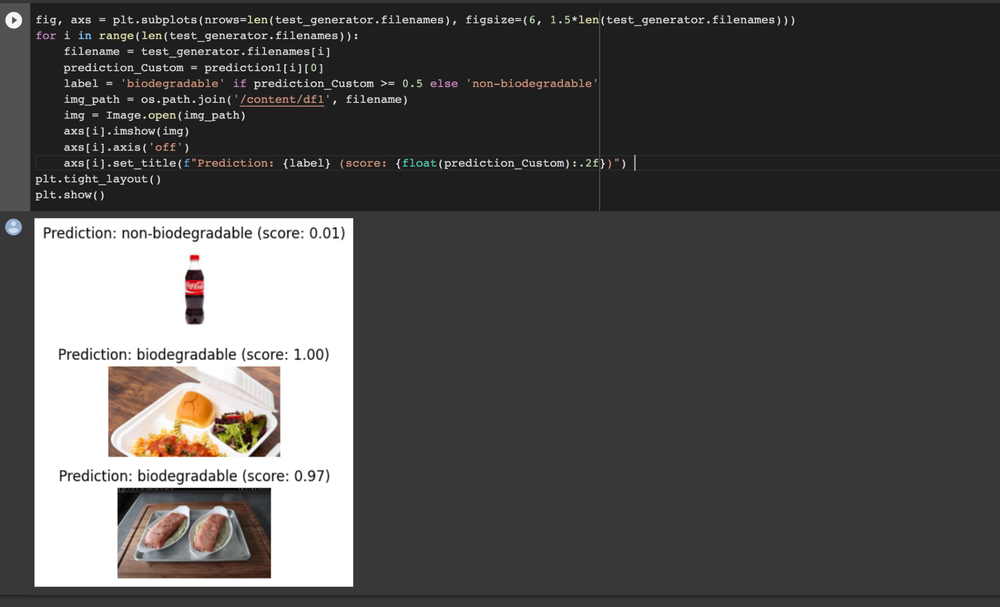 fig, axs = plt.subplots(nrows=len(test_generator.filenames), figsize=(6, 1.5*len(test_generator.filenames)))
for i in range(len(test_generator.filenames)):
    filename = test_generator.filenames[i]
    prediction_Custom = prediction1[i][0]
    label = 'biodegradable' if prediction_Custom >= 0.5 else 'non-biodegradable'
    img_path = os.path.join('/content/df1', filename)
    img = Image.open(img_path)
    axs[i].imshow(img)
    axs[i].axis('off')
    axs[i].set_title(f"Prediction: {label} (score: {float(prediction_Custom):.2f})")
plt.tight_layout()
plt.show()
Prediction: non-biodegradable (score: 0.01)
Coca-Cola
Prediction: biodegradable (score: 1.00)
Prediction: biodegradable (score: 0.97)